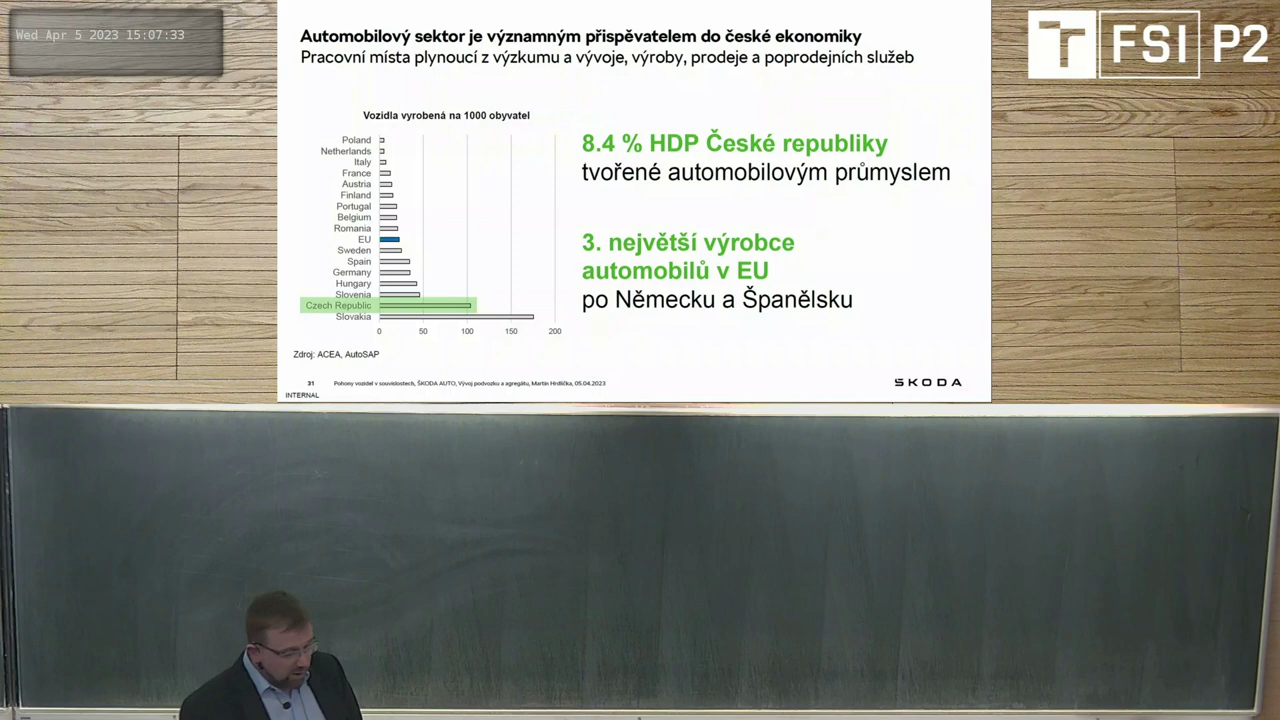 Wed Apr 5 2023 15:07:33
Automobilový sektor je významným přispěvatelem do české ekonomiky
Pracovní místa plynoucí z výzkumu a vývoje, výroby, prodeje a poprodejních služeb
T FSI P2
Vozidla vyrobená na 1000 obyvatel
Poland
Netherlands
Italy
France
Austria
Finland
Portugal
Belgium
Romania
EU
Sweden
Spain
Germany
Hungary
Slovenia
Czech Republic
Slovakia
0 50 100 150 200
8.4 % HDP České republiky
tvořené automobilovým průmyslem
3. největší výrobce
automobilů v EU
po Německu a Španělsku
Zdroj: ACEA, AutoSAP
31 Pohony vozidel v souvislostech, ŠKODA AUTO, Vývoj podvozku a agregátu, Martin Hrdlička, 05.04.2023
ŠKODA
INTERNAL